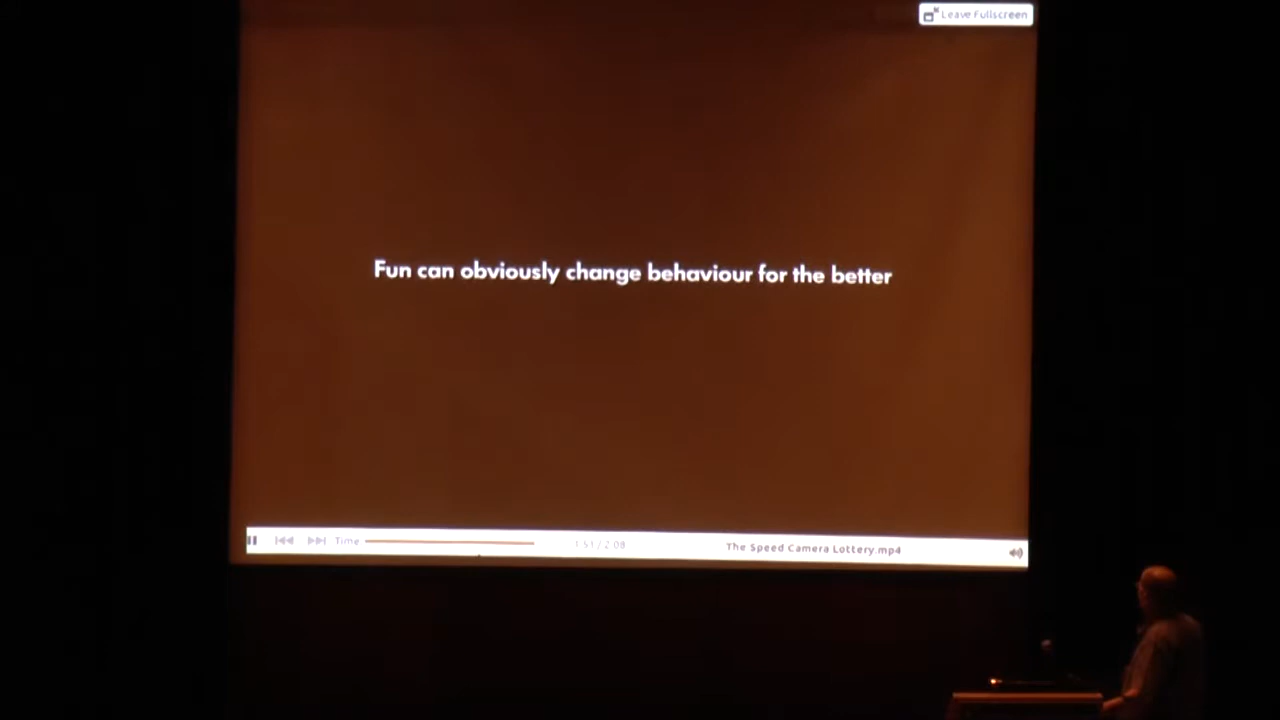 Leave Fullscreen
Fun can obviously change behaviour for the better
Time
1:51 / 2:08
The Speed Camera Lottery.mp4